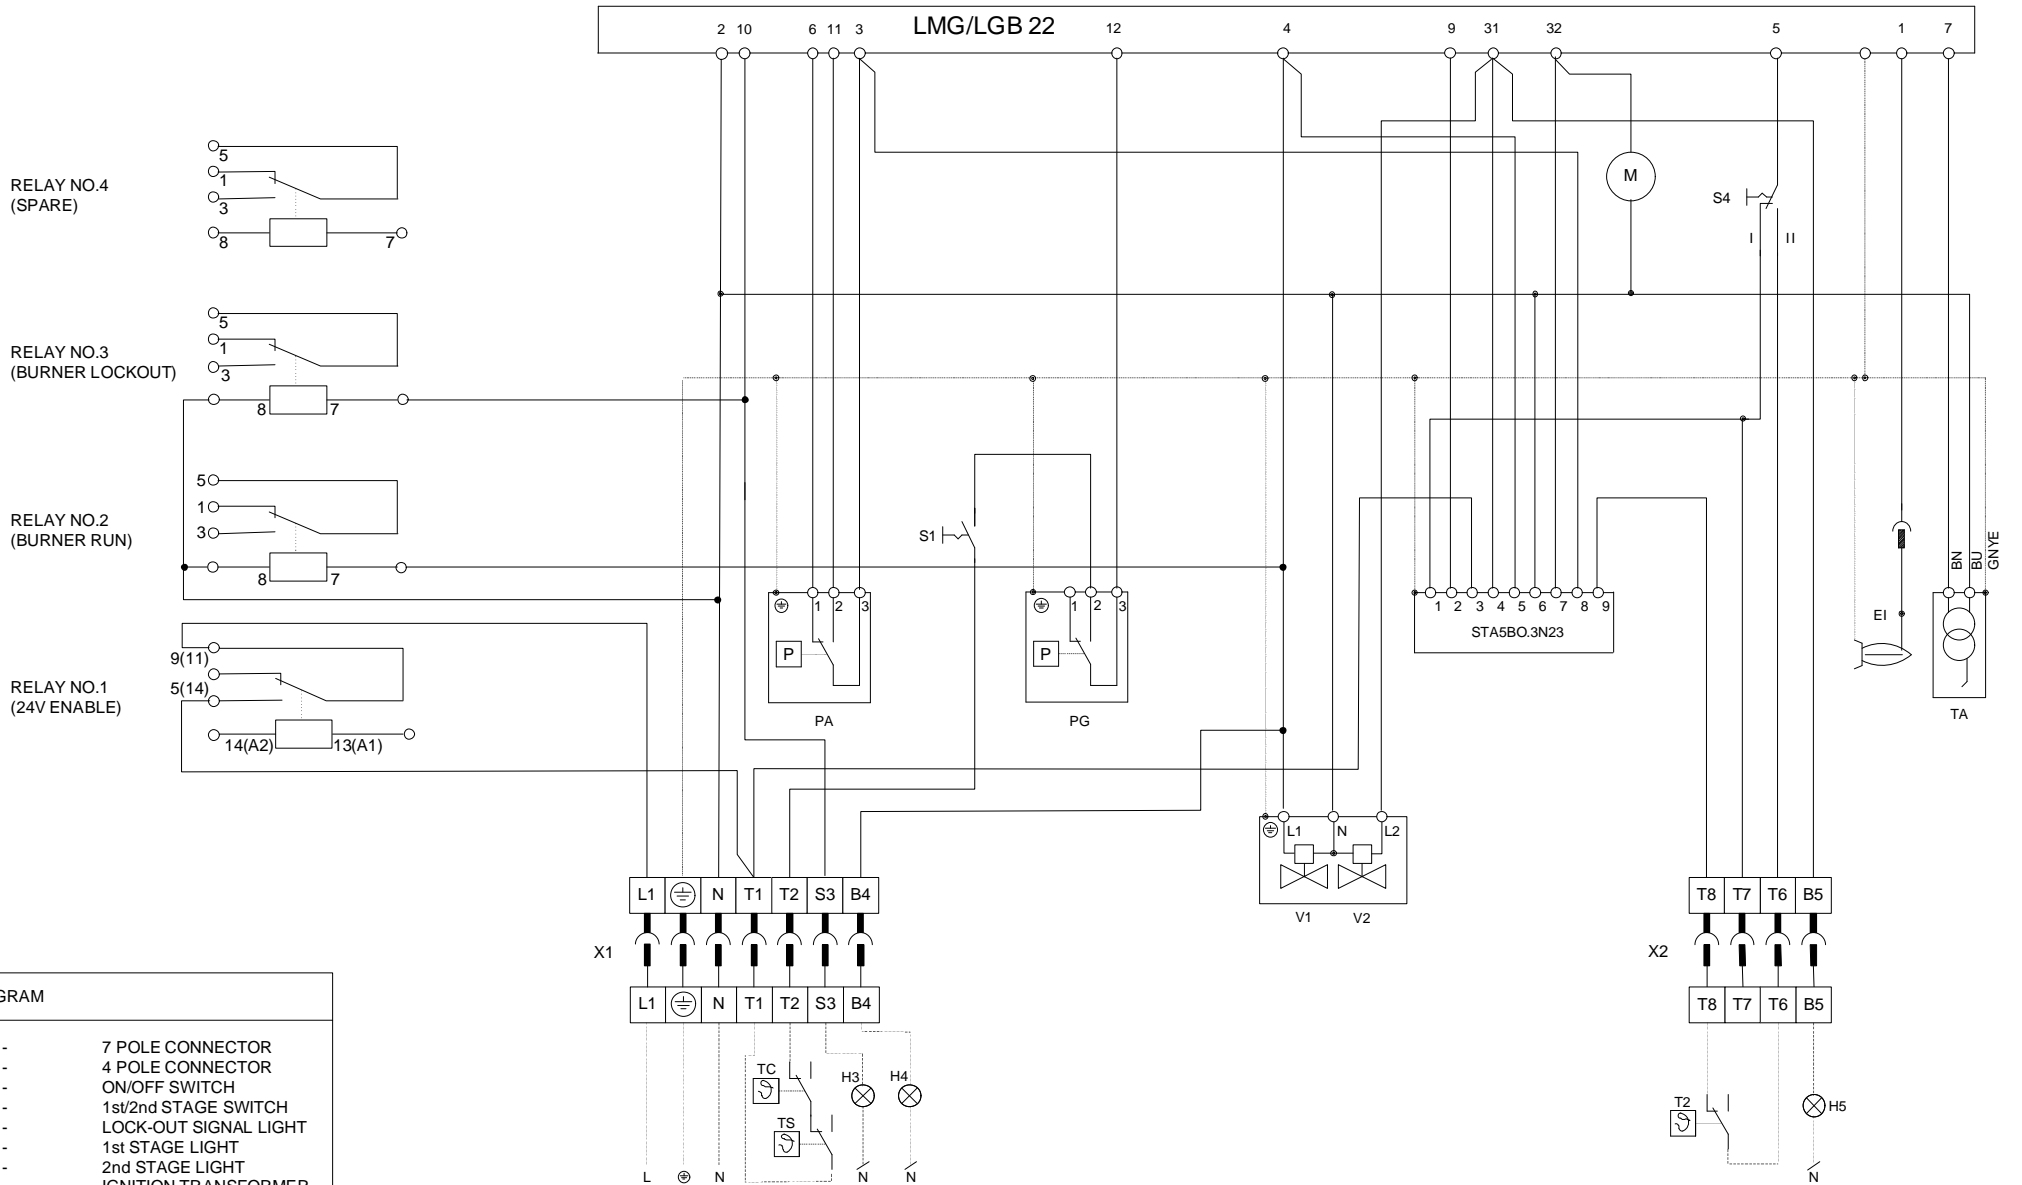 LMG/LGB 22
2 10 6 11 3 12 4 9 31 32 5 1 7
RELAY NO.4
(SPARE)
5
1
3
8 7
M
S4
I II
RELAY NO.3
(BURNER LOCKOUT)
5
1
3
8 7
RELAY NO.2
(BURNER RUN)
5
1
3
8 7
S1
BN
BU
GNYE
RELAY NO.1
(24V ENABLE)
9(11)
5(14)
14(A2) 13(A1)
1 2 3
P
PA
1 2 3
P
PG
1 2 3 4 5 6 7 8 9
STA5BO.3N23
EI
TA
L1 N L2
V1 V2
L1 N T1 T2 S3 B4
X1
L1 N T1 T2 S3 B4
T8 T7 T6 B5
X2
T8 T7 T6 B5
TC
TS
H3 H4
L N N N
T2
H5
N
GRAM
- 7 POLE CONNECTOR
- 4 POLE CONNECTOR
- ON/OFF SWITCH
- 1st/2nd STAGE SWITCH
- LOCK-OUT SIGNAL LIGHT
- 1st STAGE LIGHT
- 2nd STAGE LIGHT
IGNITION TRANSFORMER